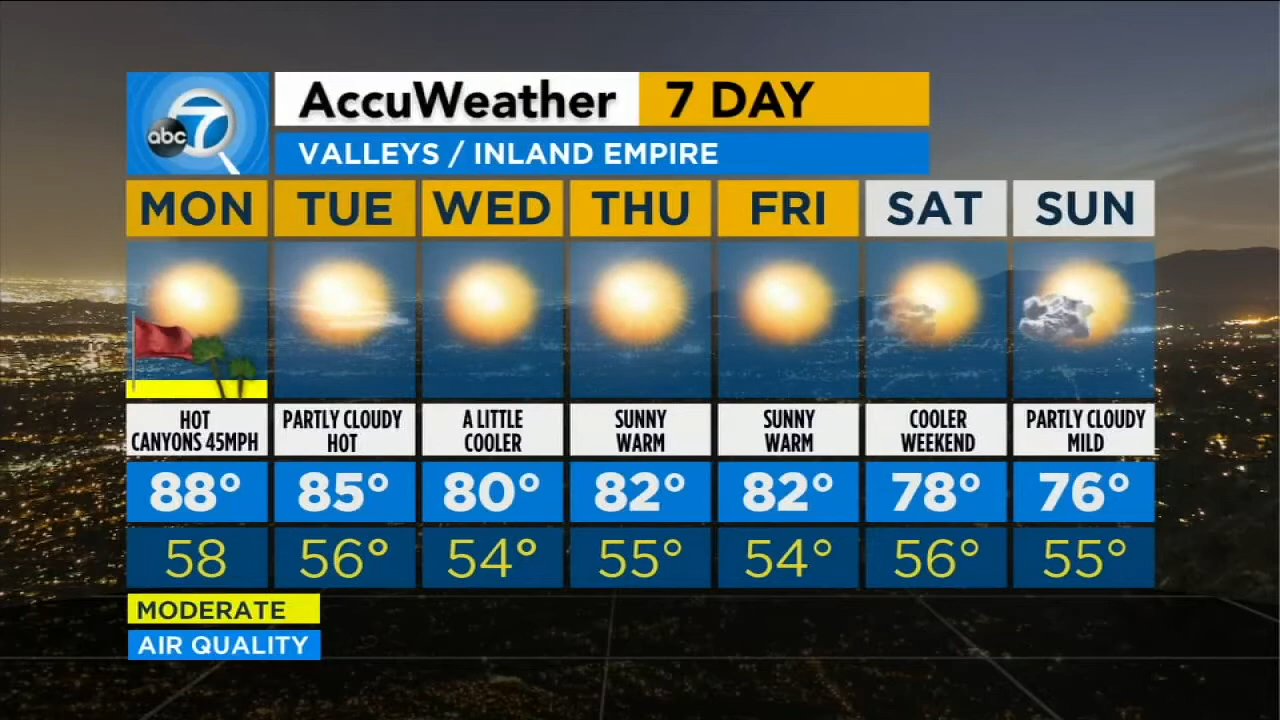 abc 7
AccuWeather 7 DAY
VALLEYS / INLAND EMPIRE
MON TUE WED THU FRI SAT SUN
HOT PARTLY CLOUDY A LITTLE SUNNY SUNNY COOLER PARTLY CLOUDY
CANYONS 45MPH HOT COOLER WARM WARM WEEKEND MILD
88° 85° 80° 82° 82° 78° 76°
58 56° 54° 55° 54° 56° 55°
MODERATE
AIR QUALITY